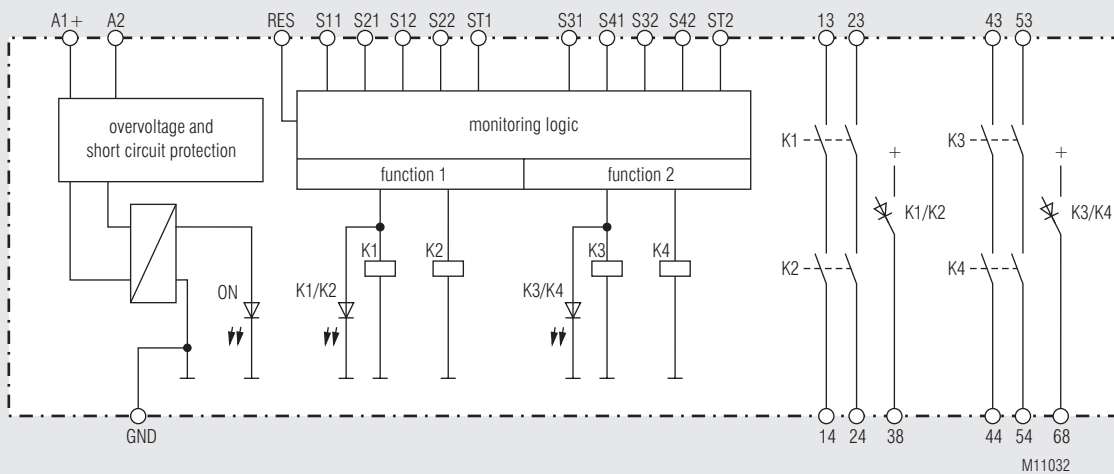 A1+ A2 RES S11 S21 S12 S22 ST1 S31 S41 S32 S42 ST2 13 23 43 53
overvoltage and
short circuit protection
monitoring logic
function 1 function 2
K1 K3
+ +
K1/K2 K3/K4
K1 K2 K3 K4
K2 K4
ON K1/K2 K3/K4
GND 14 24 38 44 54 68
M11032